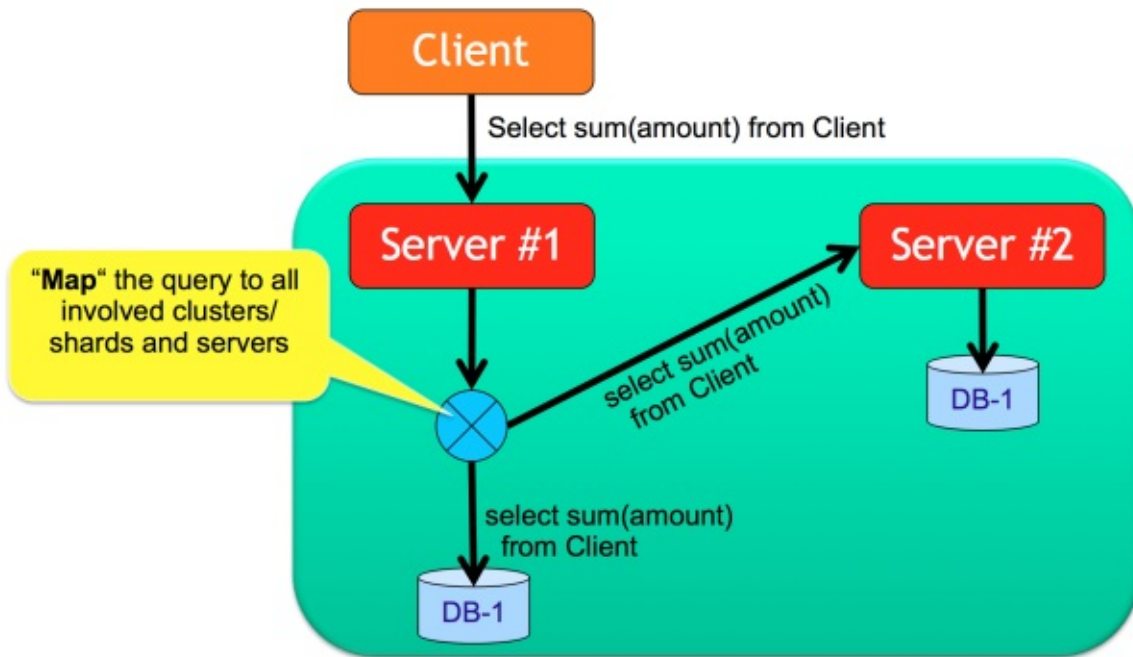 Client
Select sum(amount) from Client
Server #1
Server #2
“Map“ the query to all
involved clusters/
shards and servers
select sum(amount)
from Client
DB-1
select sum(amount)
from Client
DB-1